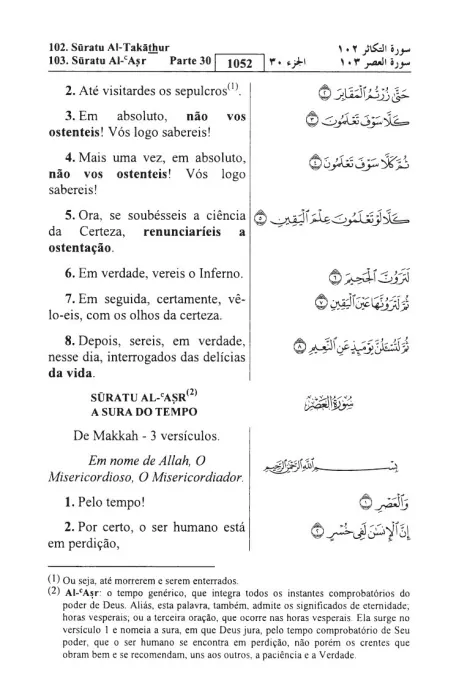 102. Sūratu At-Takāthur
103. Sūratu Al-ᶜAṣr Parte 30 1052 الجزء ٣٠
سورة التكاثر ١٠٢
سورة العصر ١٠٣
2. Até visitardes os sepulcros(1).
حَتَّىٰ زُرْتُمُ الْمَقَابِرَ ٢
3. Em absoluto, não vos
ostenteis! Vós logo sabereis!
كَلَّا سَوْفَ تَعْلَمُونَ ٣
4. Mais uma vez, em absoluto,
não vos ostenteis! Vós logo
sabereis!
ثُمَّ كَلَّا سَوْفَ تَعْلَمُونَ ٤
5. Ora, se soubésseis a ciência
da Certeza, renunciaríeis a
ostentação.
كَلَّا لَوْ تَعْلَمُونَ عِلْمَ الْيَقِينِ ٥
6. Em verdade, vereis o Inferno.
لَتَرَوُنَّ الْجَحِيمَ ٦
7. Em seguida, certamente, vê-
lo-eis, com os olhos da certeza.
ثُمَّ لَتَرَوُنَّهَا عَيْنَ الْيَقِينِ ٧
8. Depois, sereis, em verdade,
nesse dia, interrogados das delícias
da vida.
ثُمَّ لَتُسْأَلُنَّ يَوْمَئِذٍ عَنِ النَّعِيمِ ٨
SŪRATU AL-ᶜAṢR(2)
A SURA DO TEMPO
سُورَةُ الْعَصْرِ
De Makkah - 3 versículos.
Em nome de Allah, O
Misericordioso, O Misericordiador.
بِسْمِ اللَّهِ الرَّحْمَٰنِ الرَّحِيمِ
1. Pelo tempo!
وَالْعَصْرِ ١
2. Por certo, o ser humano está
em perdição,
إِنَّ الْإِنسَانَ لَفِي خُسْرٍ ٢
(1) Ou seja, até morrerem e serem enterrados.
(2) Al-ᶜAṣr: o tempo genérico, que integra todos os instantes comprobatórios do
poder de Deus. Aliás, esta palavra, também, admite os significados de eternidade;
horas vesperais; ou a terceira oração, que ocorre nas horas vesperais. Ela surge no
versículo 1 e nomeia a sura, em que Deus jura, pelo tempo comprobatório de Seu
poder, que o ser humano se encontra em perdição, não porém os crentes que
obram bem e se recomendam, uns aos outros, a paciência e a Verdade.